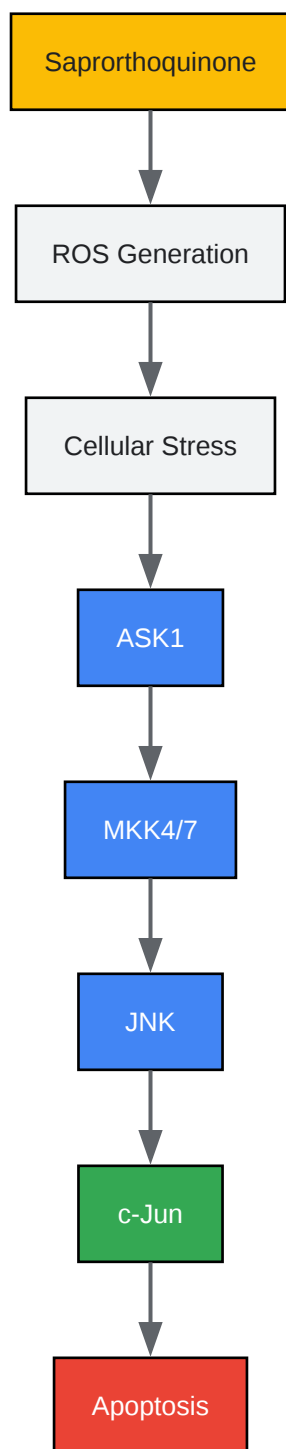 Saprorthoquinone
ROS Generation
Cellular Stress
ASK1
MKK4/7
JNK
c-Jun
Apoptosis